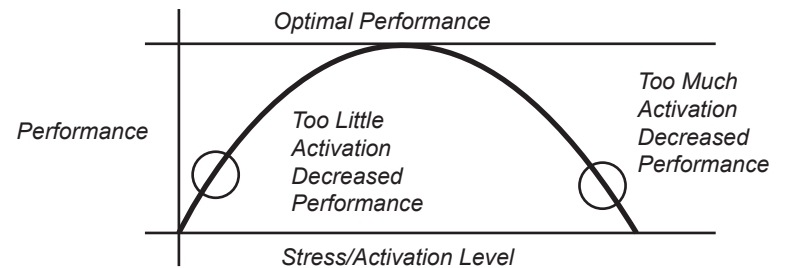 Optimal Performance
Performance
Too Little
Activation
Decreased
Performance
Too Much
Activation
Decreased
Performance
Stress/Activation Level